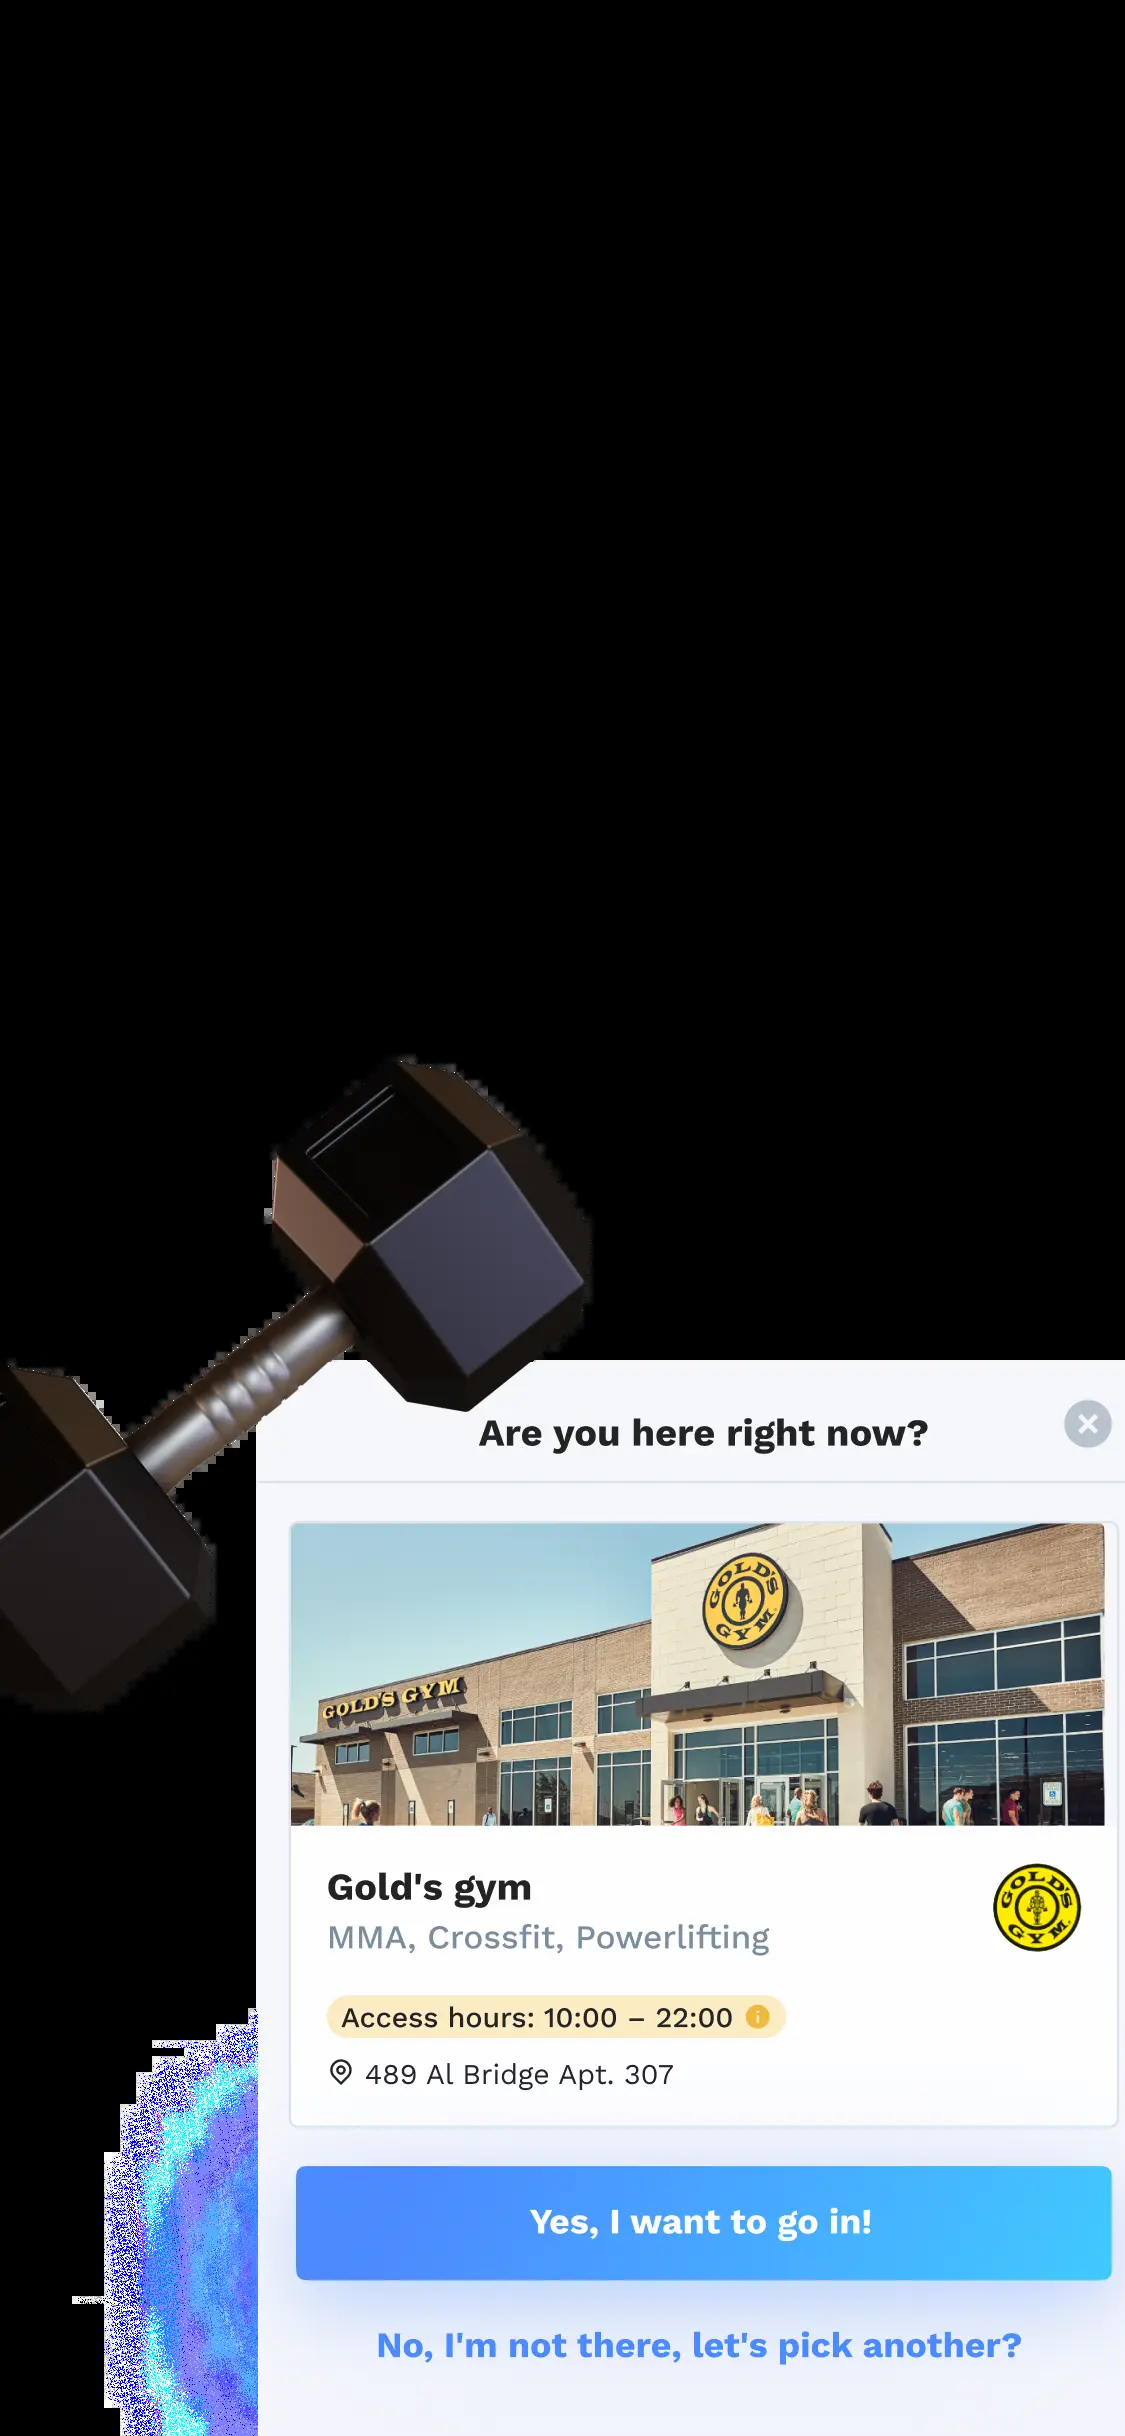 Are you here right now?
GOLD'S GYM.
GOLD'S GYM
Gold's gym
GOLD'S GYM.
MMA, Crossfit, Powerlifting
Access hours: 10:00 – 22:00
489 Al Bridge Apt. 307
Yes, I want to go in!
No, I'm not there, let's pick another?